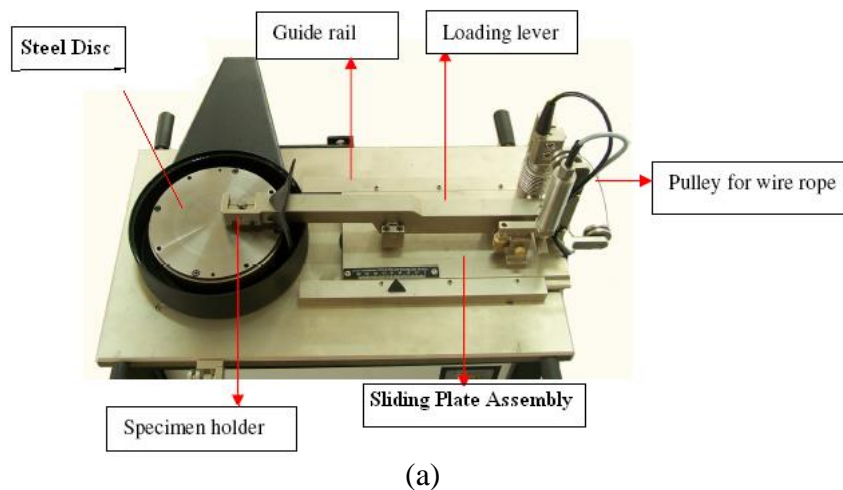 Guide rail
Loading lever
Steel Disc
Pulley for wire rope
Sliding Plate Assembly
Specimen holder
(a)